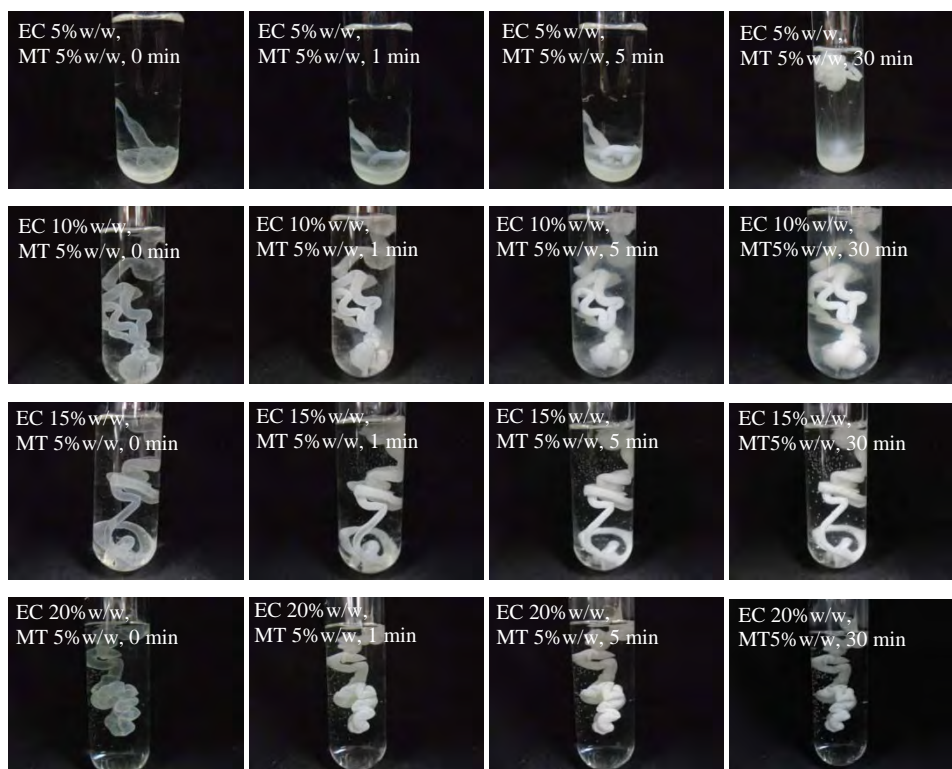 EC 5%w/w,
MT 5%w/w, 0 min
EC 5%w/w,
MT 5%w/w, 1 min
EC 5%w/w,
MT 5%w/w, 5 min
EC 5%w/w,
MT 5%w/w, 30 min
EC 10%w/w,
MT 5%w/w, 0 min
EC 10%w/w,
MT 5%w/w, 1 min
EC 10%w/w,
MT 5%w/w, 5 min
EC 10%w/w,
MT5%w/w, 30 min
EC 15%w/w,
MT 5%w/w, 0 min
EC 15%w/w,
MT 5%w/w, 1 min
EC 15%w/w,
MT 5%w/w, 5 min
EC 15%w/w,
MT5%w/w, 30 min
EC 20%w/w,
MT 5%w/w, 0 min
EC 20%w/w,
MT 5%w/w, 1 min
EC 20%w/w,
MT 5%w/w, 5 min
EC 20%w/w,
MT5%w/w, 30 min